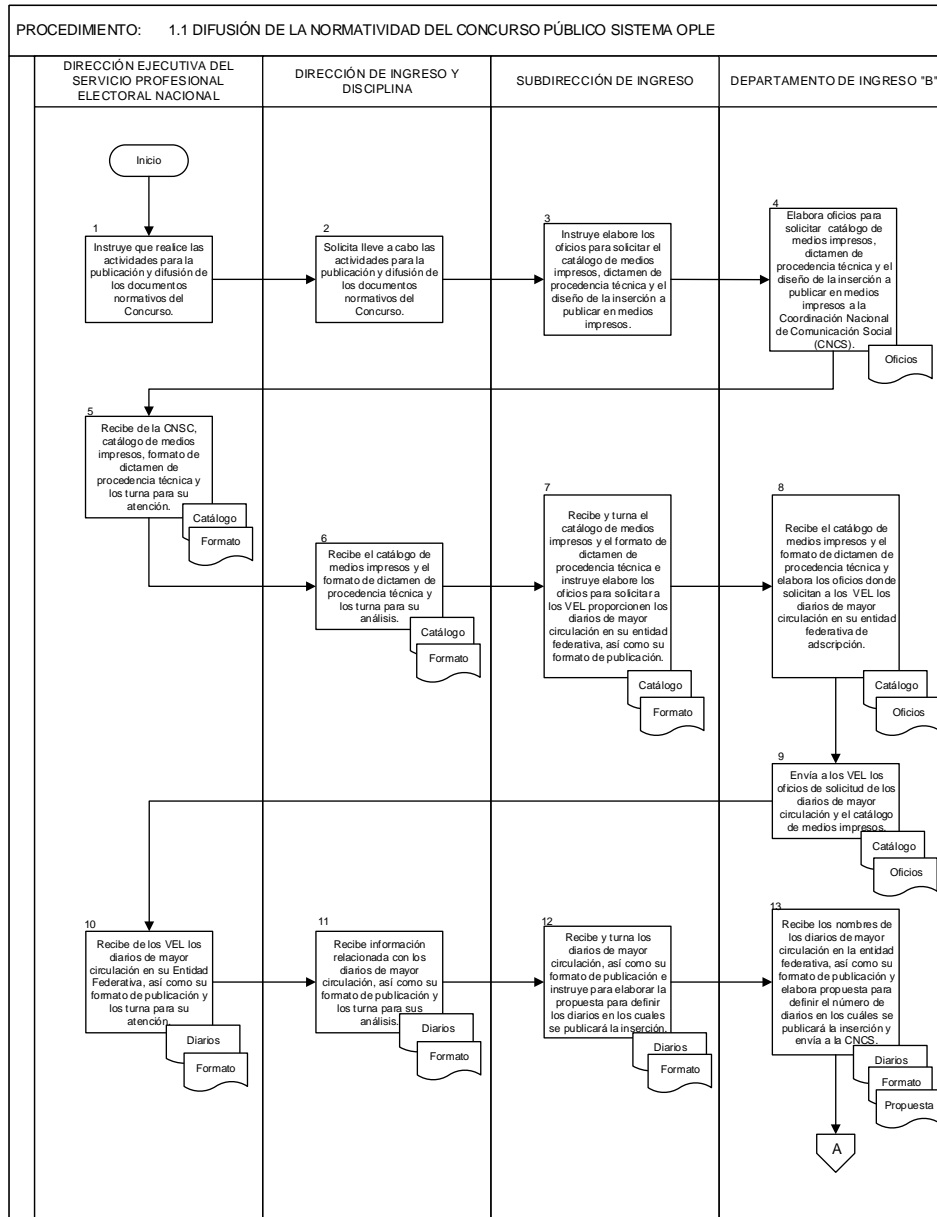 PROCEDIMIENTO: 1.1 DIFUSIÓN DE LA NORMATIVIDAD DEL CONCURSO PÚBLICO SISTEMA OPLE
DIRECCIÓN EJECUTIVA DEL
SERVICIO PROFESIONAL
ELECTORAL NACIONAL
DIRECCIÓN DE INGRESO Y
DISCIPLINA
SUBDIRECCIÓN DE INGRESO
DEPARTAMENTO DE INGRESO "B"
Inicio
1
Instruye que realice las
actividades para la
publicación y difusión de
los documentos
normativos del
Concurso.
2
Solicita lleve a cabo las
actividades para la
publicación y difusión de
los documentos
normativos del
Concurso.
3
Instruye elabore los
oficios para solicitar el
catálogo de medios
impresos, dictamen de
procedencia técnica y el
diseño de la inserción a
publicar en medios
impresos.
4
Elabora oficios para
solicitar catálogo de
medios impresos,
dictamen de
procedencia técnica y el
diseño de la inserción a
publicar en medios
impresos a la
Coordinación Nacional
de Comunicación Social
(CNCS).
Oficios
5
Recibe de la CNSC,
catálogo de medios
impresos, formato de
dictamen de
procedencia técnica y
los turna para su
atención.
Catálogo
Formato
6
Recibe el catálogo de
medios impresos y el
formato de dictamen de
procedencia técnica y
los turna para su
análisis.
Catálogo
Formato
7
Recibe y turna el
catálogo de medios
impresos y el formato de
dictamen de
procedencia técnica e
instruye elabore los
oficios para solicitar a
los VEL proporcionen los
diarios de mayor
circulación en su entidad
federativa, así como su
formato de publicación.
Catálogo
Formato
8
Recibe el catálogo de
medios impresos y el
formato de dictamen de
procedencia técnica y
elabora los oficios donde
solicitan a los VEL los
diarios de mayor
circulación en su entidad
federativa de
adscripción.
Catálogo
Oficios
9
Envía a los VEL los
oficios de solicitud de los
diarios de mayor
circulación y el catálogo
de medios impresos.
Catálogo
Oficios
10
Recibe de los VEL los
diarios de mayor
circulación en su Entidad
Federativa, así como su
formato de publicación y
los turna para su
atención.
Diarios
Formato
11
Recibe información
relacionada con los
diarios de mayor
circulación, así como su
formato de publicación y
los turna para sus
análisis.
Diarios
Formato
12
Recibe y turna los
diarios de mayor
circulación, así como su
formato de publicación e
instruye para elaborar la
propuesta para definir
los diarios en los cuales
se publicará la inserción.
Diarios
Formato
13
Recibe los nombres de
los diarios de mayor
circulación en la entidad
federativa, así como su
formato de publicación y
elabora propuesta para
definir el número de
diarios en los cuáles se
publicará la inserción y
envía a la CNCS.
Diarios
Formato
Propuesta
A